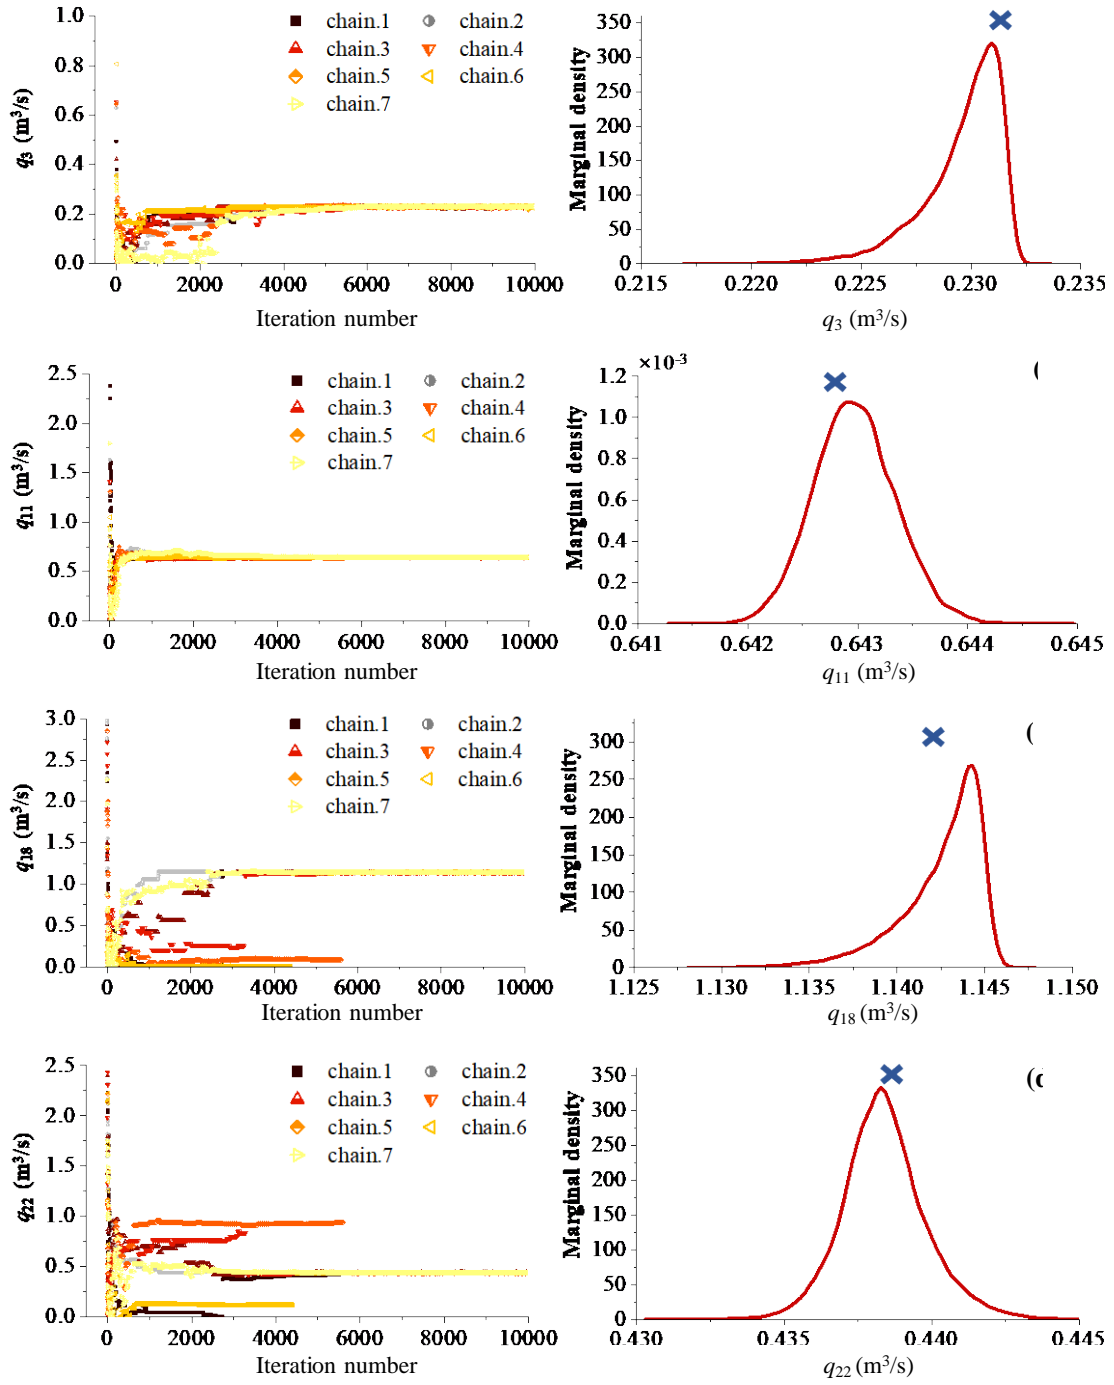 1.0
0.8
0.6
0.4
0.2
0.0
q3 (m³/s)
chain.1 chain.2
chain.3 chain.4
chain.5 chain.6
chain.7
0 2000 4000 6000 8000 10000
Iteration number
350
300
250
200
150
100
50
0
Marginal density
0.215 0.220 0.225 0.230 0.235
q3 (m³/s)
2.5
2.0
1.5
1.0
0.5
0.0
q11 (m³/s)
chain.1 chain.2
chain.3 chain.4
chain.5 chain.6
chain.7
0 2000 4000 6000 8000 10000
Iteration number
×10⁻³
(
1.2
1.0
0.8
0.6
0.4
0.2
0.0
Marginal density
0.641 0.642 0.643 0.644 0.645
q11 (m³/s)
3.0
2.5
2.0
1.5
1.0
0.5
0.0
q18 (m³/s)
chain.1 chain.2
chain.3 chain.4
chain.5 chain.6
chain.7
0 2000 4000 6000 8000 10000
Iteration number
(
300
250
200
150
100
50
0
Marginal density
1.125 1.130 1.135 1.140 1.145 1.150
q18 (m³/s)
2.5
2.0
1.5
1.0
0.5
0.0
q22 (m³/s)
chain.1 chain.2
chain.3 chain.4
chain.5 chain.6
chain.7
0 2000 4000 6000 8000 10000
Iteration number
(d
350
300
250
200
150
100
50
0
Marginal density
0.430 0.435 0.440 0.445
q22 (m³/s)